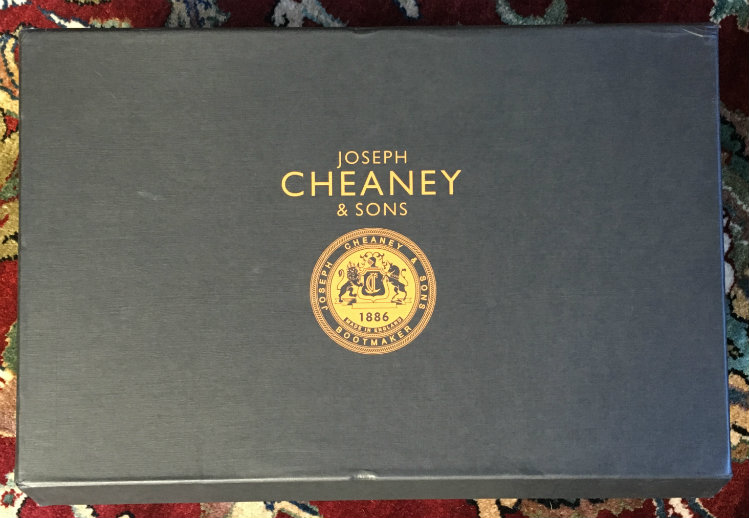 JOSEPH
CHEANEY
& SONS
JOSEPH CHEANEY & SONS
1886
MADE IN ENGLAND
BOOTMAKER